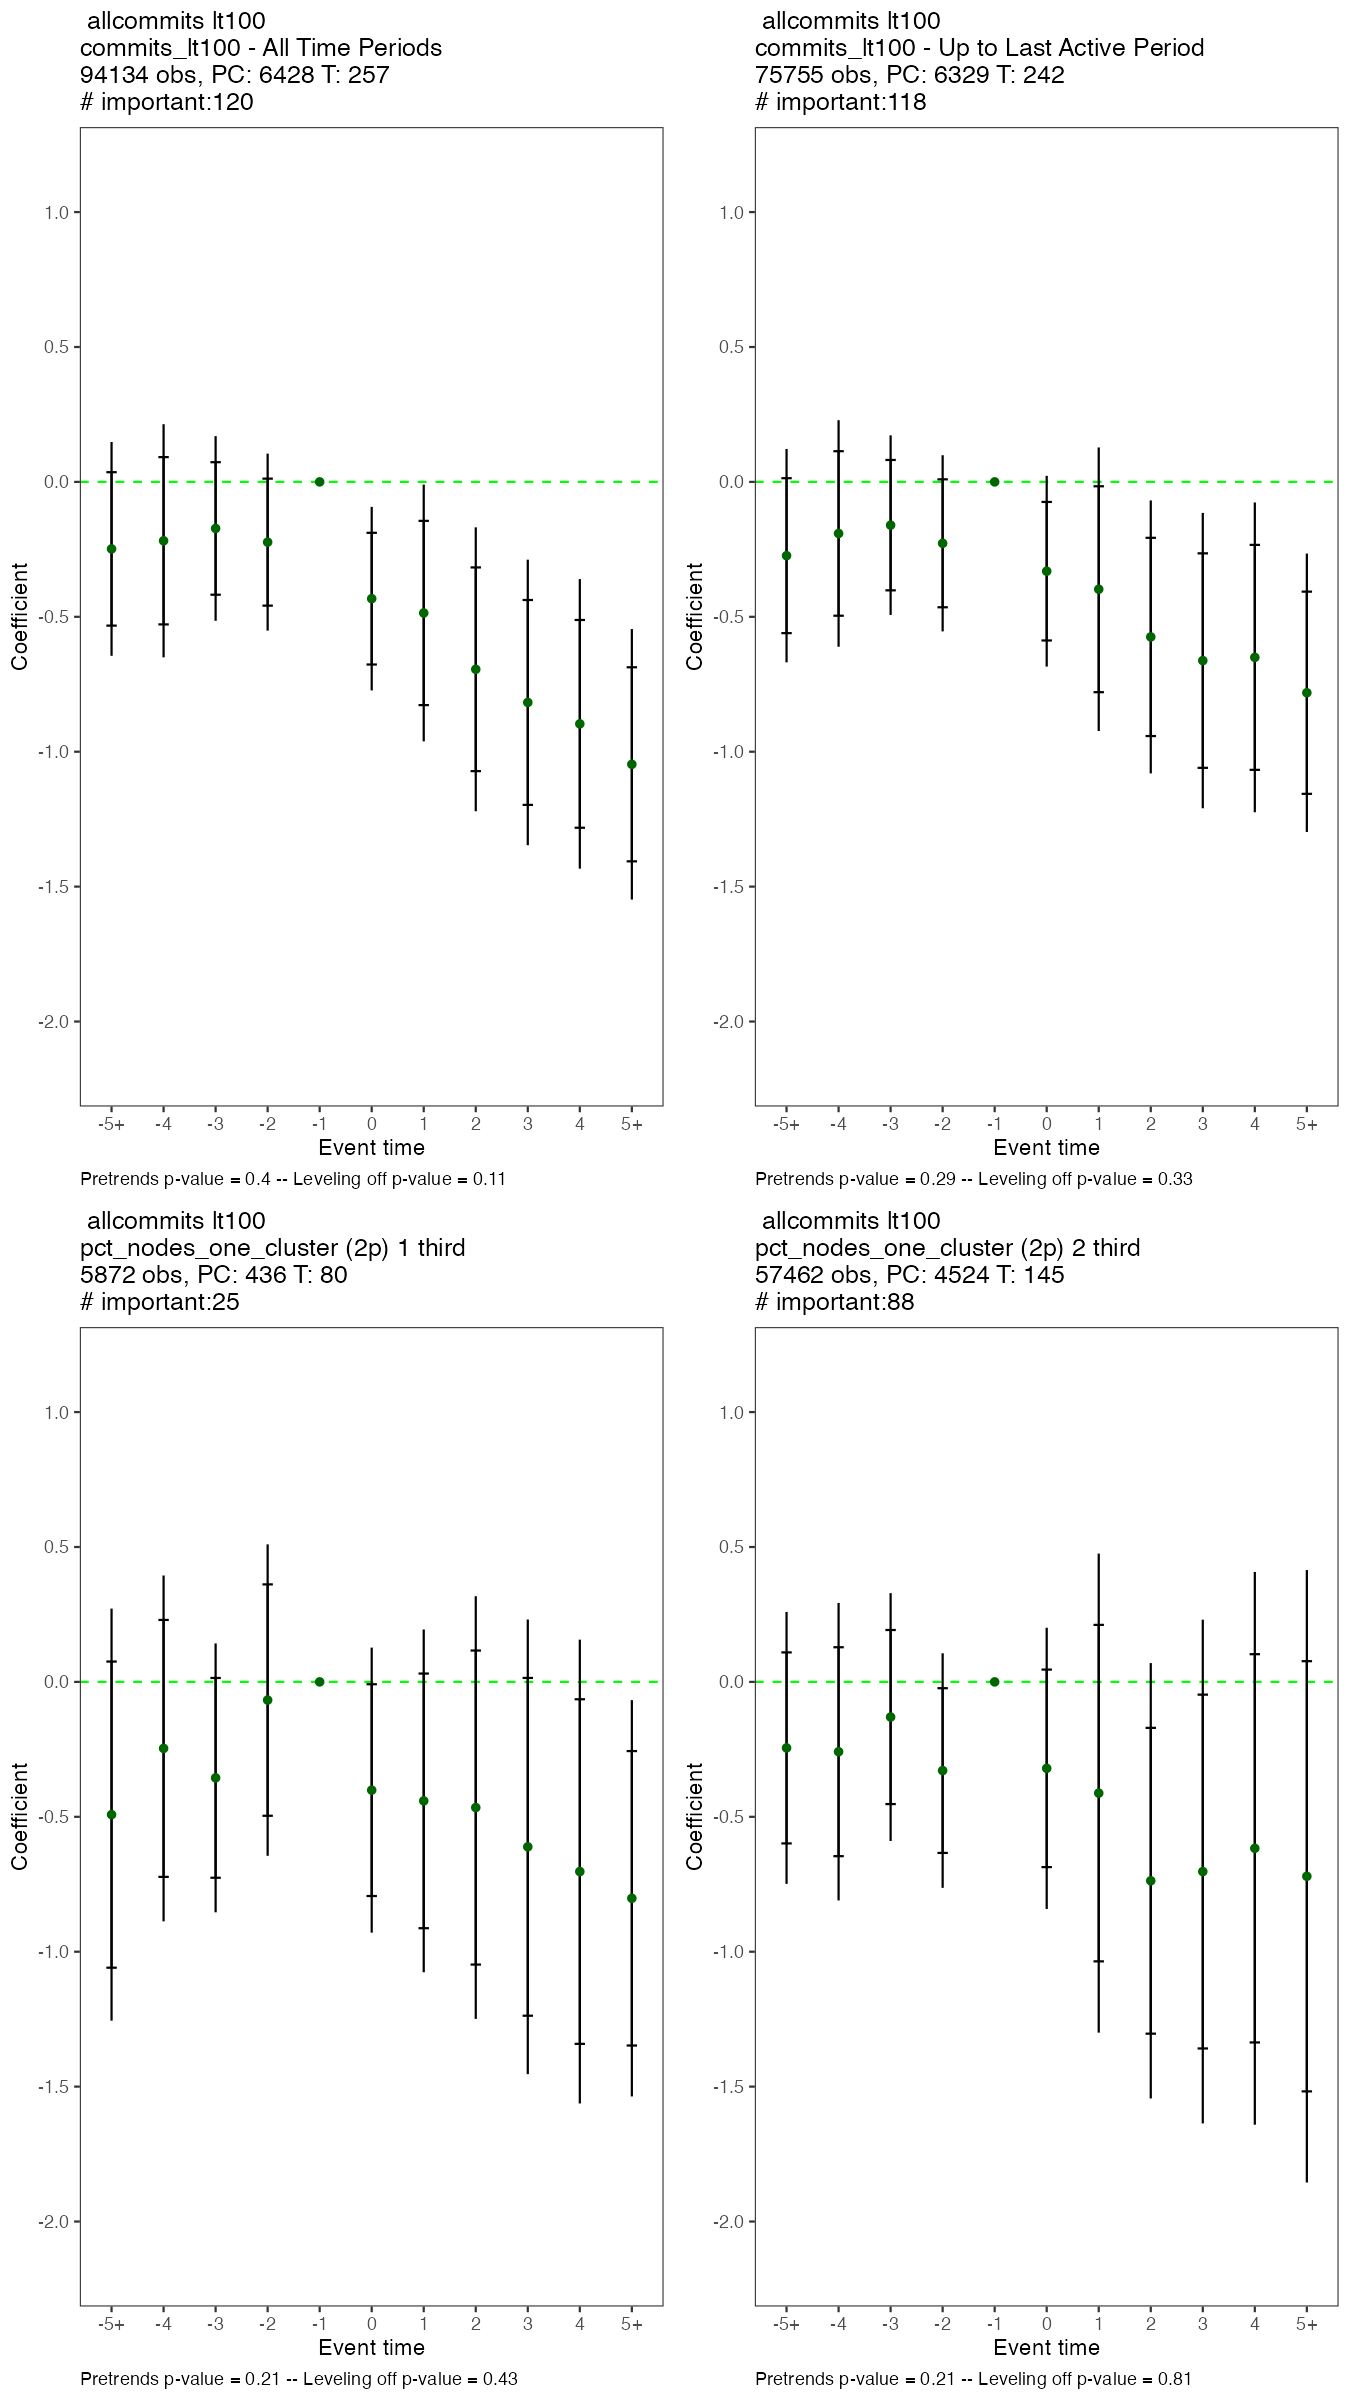 allcommits lt100
commits_lt100 - All Time Periods
94134 obs, PC: 6428 T: 257
# important:120
1.0
0.5
0.0
-0.5
-1.0
-1.5
-2.0
Coefficient
-5+ -4 -3 -2 -1 0 1 2 3 4 5+
Event time
Pretrends p-value = 0.4 -- Leveling off p-value = 0.11
allcommits lt100
commits_lt100 - Up to Last Active Period
75755 obs, PC: 6329 T: 242
# important:118
1.0
0.5
0.0
-0.5
-1.0
-1.5
-2.0
Coefficient
-5+ -4 -3 -2 -1 0 1 2 3 4 5+
Event time
Pretrends p-value = 0.29 -- Leveling off p-value = 0.33
allcommits lt100
pct_nodes_one_cluster (2p) 1 third
5872 obs, PC: 436 T: 80
# important:25
1.0
0.5
0.0
-0.5
-1.0
-1.5
-2.0
Coefficient
-5+ -4 -3 -2 -1 0 1 2 3 4 5+
Event time
Pretrends p-value = 0.21 -- Leveling off p-value = 0.43
allcommits lt100
pct_nodes_one_cluster (2p) 2 third
57462 obs, PC: 4524 T: 145
# important:88
1.0
0.5
0.0
-0.5
-1.0
-1.5
-2.0
Coefficient
-5+ -4 -3 -2 -1 0 1 2 3 4 5+
Event time
Pretrends p-value = 0.21 -- Leveling off p-value = 0.81